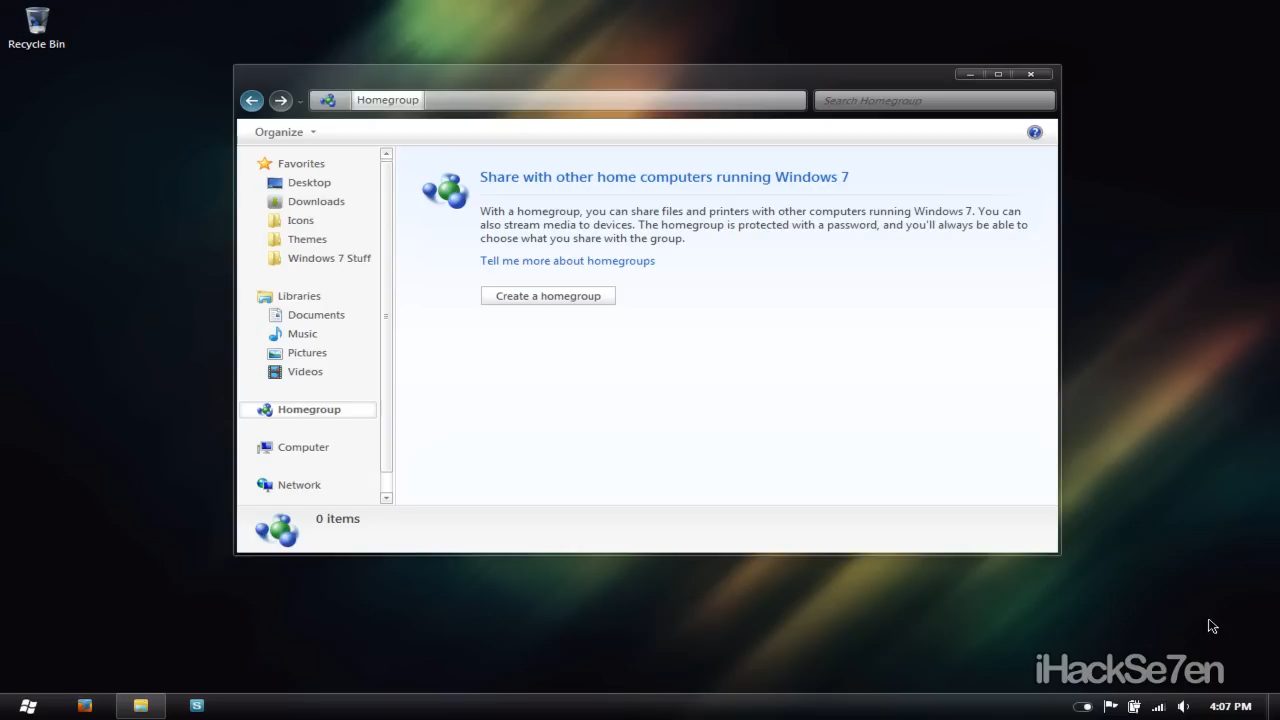 Recycle Bin
Homegroup
Search Homegroup
Organize
Favorites
Desktop
Downloads
Icons
Themes
Windows 7 Stuff
Libraries
Documents
Music
Pictures
Videos
Homegroup
Computer
Network
Share with other home computers running Windows 7
With a homegroup, you can share files and printers with other computers running Windows 7. You can
also stream media to devices. The homegroup is protected with a password, and you'll always be able to
choose what you share with the group.
Tell me more about homegroups
Create a homegroup
0 items
iHackSe7en
S
4:07 PM